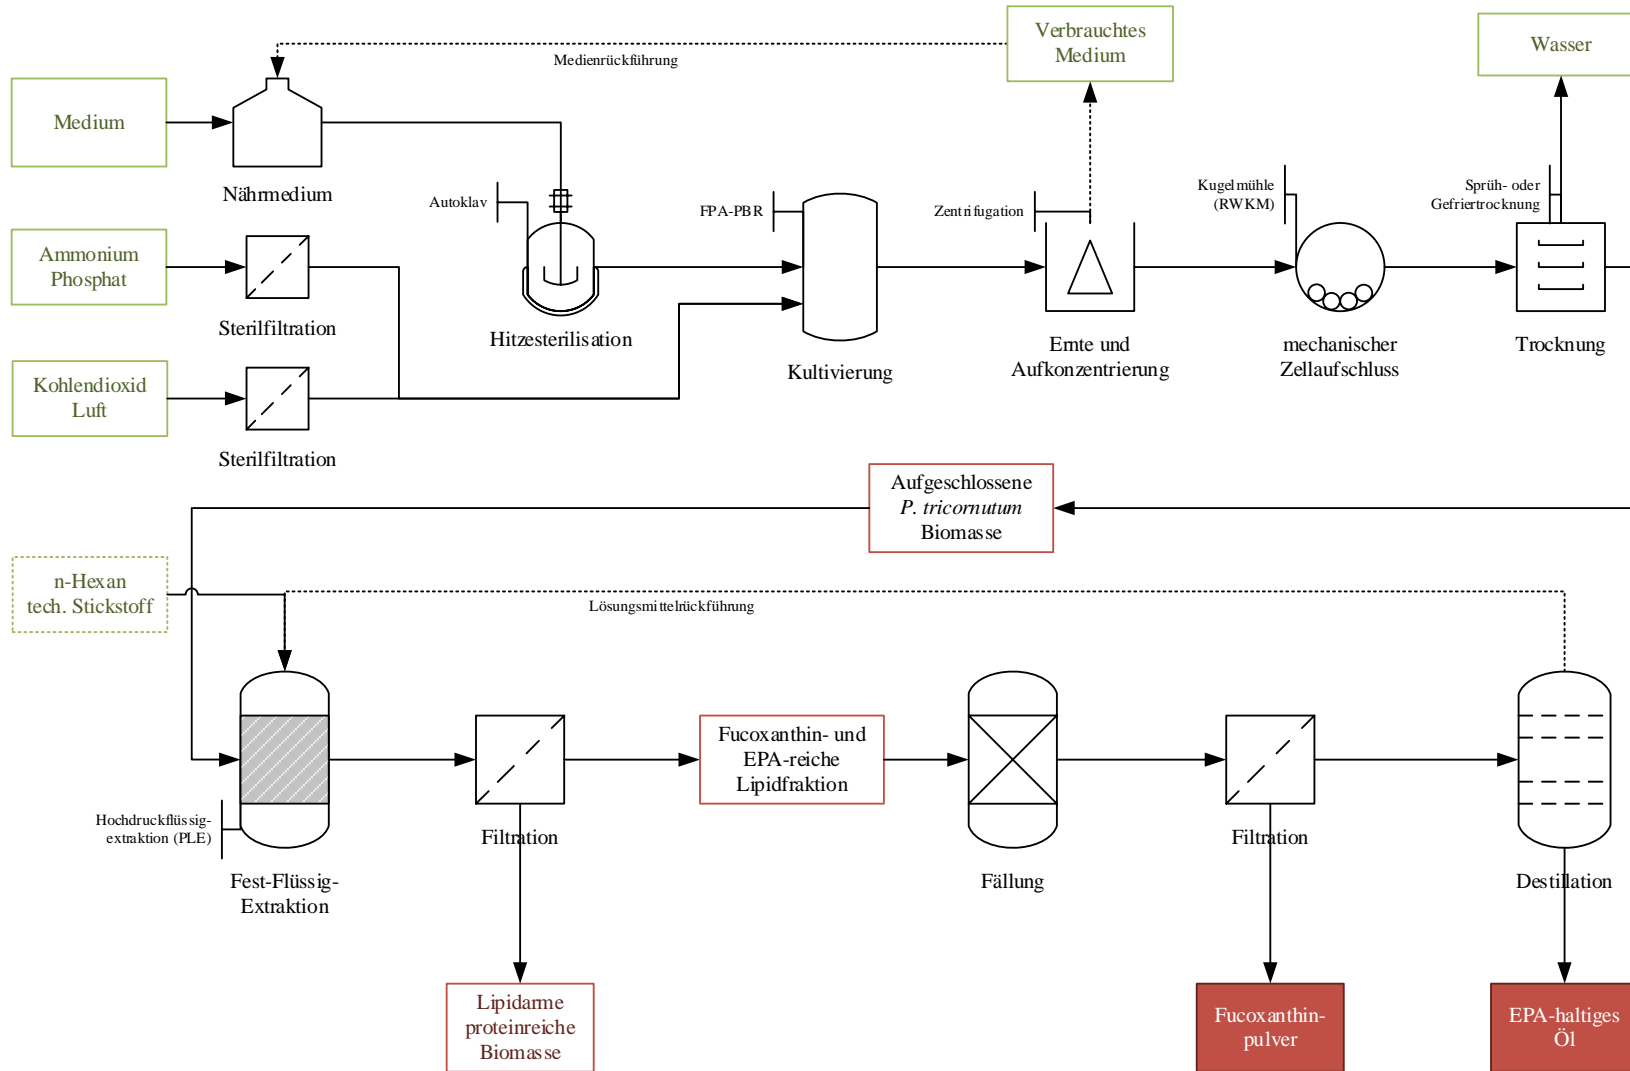 Verbrauchtes
Medium
Wasser
Medienrückführung
Medium
Nährmedium
Autoklav
FPA-PBR
Zentrifugation
Kugelmühle
(RWKM)
Sprüh- oder
Gefriertrocknung
Ammonium
Phosphat
Sterilfiltration
Hitzesterilisation
Kultivierung
Ernte und
Aufkonzentrierung
mechanischer
Zellaufschluss
Trocknung
Kohlendioxid
Luft
Sterilfiltration
Aufgeschlossene
P. tricornutum
Biomasse
n-Hexan
tech. Stickstoff
Lösungsmittelrückführung
Fucoxanthin- und
EPA-reiche
Lipidfraktion
Hochdruckflüssig-
extraktion (PLE)
Fest-Flüssig-
Extraktion
Filtration
Fällung
Filtration
Destillation
Lipidarme
proteinreiche
Biomasse
Fucoxanthin-
pulver
EPA-haltiges
Öl